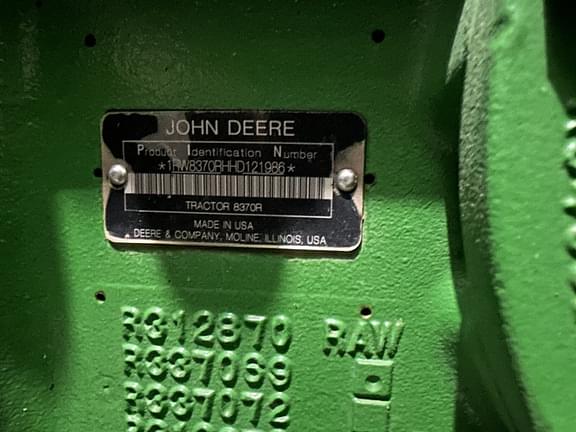 JOHN DEERE
Product Identification Number
*1RW8370RHHD121986*
TRACTOR 8370R
MADE IN USA
DEERE & COMPANY, MOLINE, ILLINOIS, USA
R312870
RAW
R337069
R337072